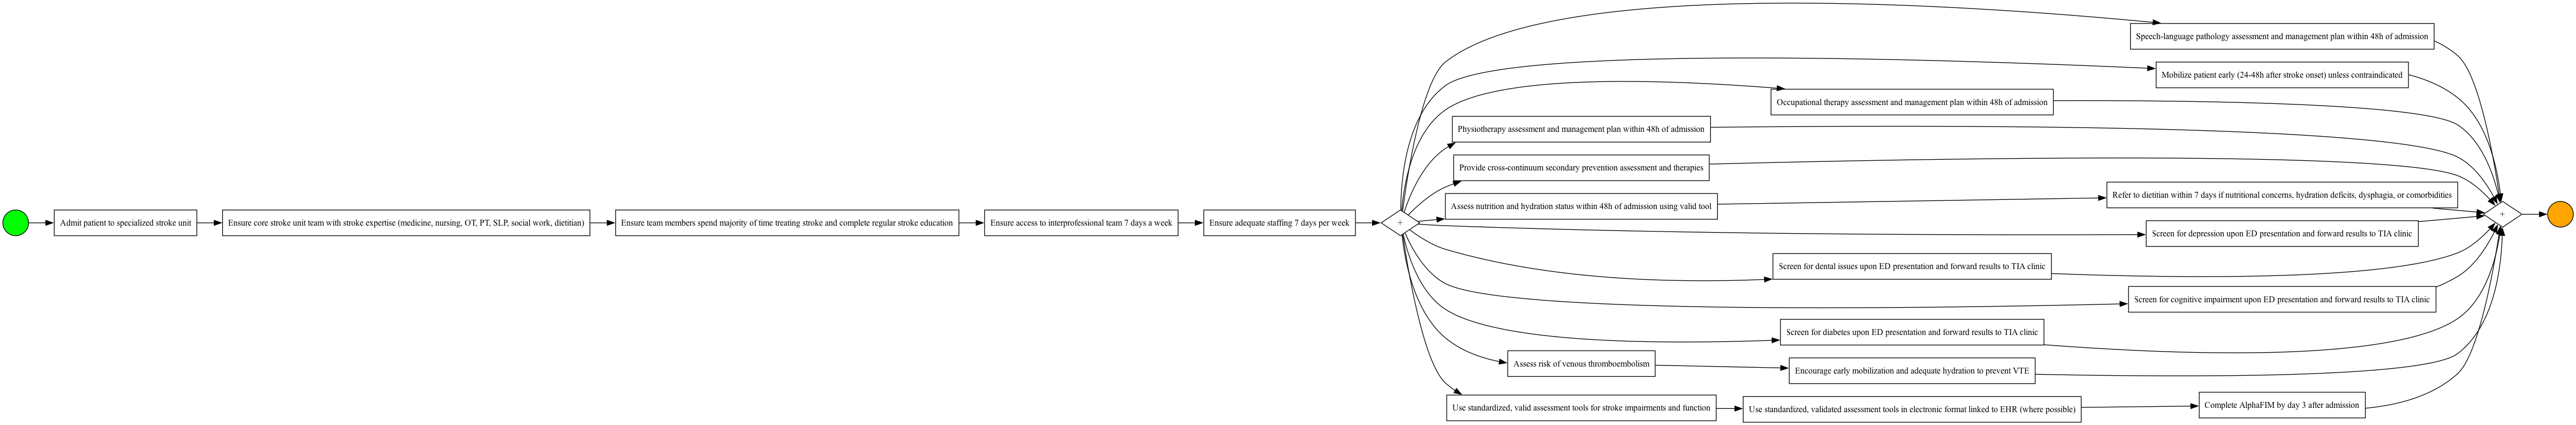 Admit patient to specialized stroke unit
Ensure core stroke unit team with stroke expertise (medicine, nursing, OT, PT, SLP, social work, dietitian)
Ensure team members spend majority of time treating stroke and complete regular stroke education
Ensure access to interprofessional team 7 days a week
Ensure adequate staffing 7 days per week
+
Speech-language pathology assessment and management plan within 48h of admission
Mobilize patient early (24-48h after stroke onset) unless contraindicated
Occupational therapy assessment and management plan within 48h of admission
Physiotherapy assessment and management plan within 48h of admission
Provide cross-continuum secondary prevention assessment and therapies
Assess nutrition and hydration status within 48h of admission using valid tool
Refer to dietitian within 7 days if nutritional concerns, hydration deficits, dysphagia, or comorbidities
Screen for depression upon ED presentation and forward results to TIA clinic
Screen for dental issues upon ED presentation and forward results to TIA clinic
Screen for cognitive impairment upon ED presentation and forward results to TIA clinic
Screen for diabetes upon ED presentation and forward results to TIA clinic
Assess risk of venous thromboembolism
Encourage early mobilization and adequate hydration to prevent VTE
Use standardized, valid assessment tools for stroke impairments and function
Use standardized, validated assessment tools in electronic format linked to EHR (where possible)
Complete AlphaFIM by day 3 after admission
+